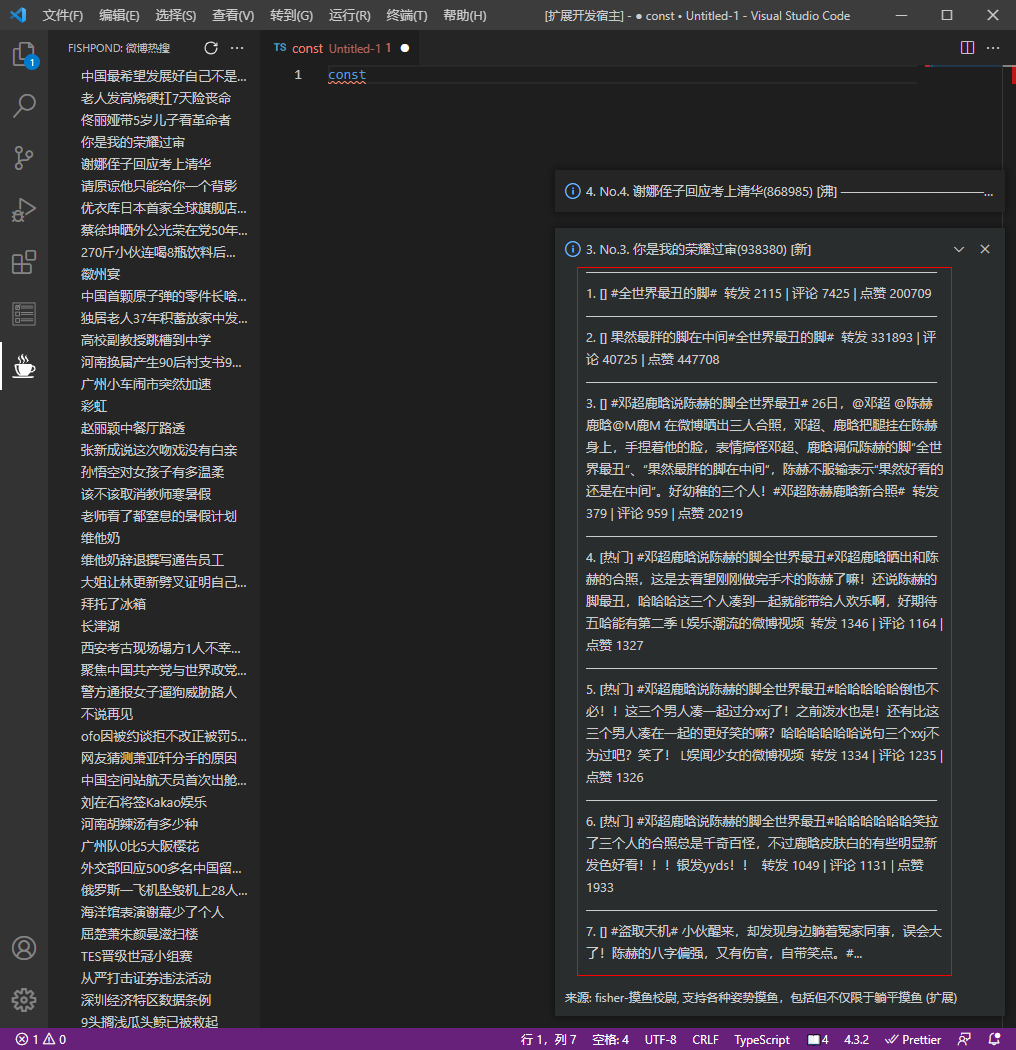 文件(F) 编辑(E) 选择(S) 查看(V) 转到(G) 运行(R) 终端(T) 帮助(H) [扩展开发宿主] - ● const • Untitled-1 - Visual Studio Code
FISHPOND: 微博热搜
TS const Untitled-1 1
1
1 const
中国最希望发展好自己不是...
老人发高烧硬扛7天险丧命
佟丽娅带5岁儿子看革命者
你是我的荣耀过审
谢娜侄子回应考上清华
请原谅他只能给你一个背影
优衣库日本首家全球旗舰店...
蔡徐坤晒外公光荣在党50年...
270斤小伙连喝8瓶饮料后...
徽州宴
中国首颗原子弹的零件长啥...
独居老人37年积蓄放家中发...
高校副教授跳槽到中学
河南换届产生90后村支书9...
广州小车闹市突然加速
彩虹
赵丽颖中餐厅路透
张新成说这次吻戏没有白亲
孙悟空对女孩子有多温柔
该不该取消教师寒暑假
老师看了都窒息的暑假计划
维他奶
维他奶辞退撰写通告员工
大姐让林更新劈叉证明自己...
拜托了冰箱
长津湖
西安考古现场塌方1人不幸...
聚焦中国共产党与世界政党...
警方通报女子遛狗威胁路人
不说再见
ofo因被约谈拒不改正被罚5...
网友猜测萧亚轩分手的原因
中国空间站航天员首次出舱...
刘在石将签Kakao娱乐
河南胡辣汤有多少种
广州队0比5大阪樱花
外交部回应500多名中国留...
俄罗斯一飞机坠毁机上28人...
海洋馆表演谢幕少了个人
屈楚萧朱颜曼滋扫楼
TES晋级世冠小组赛
从严打击证券违法活动
深圳经济特区数据条例
9头搁浅瓜头鲸已被救起
4. No.4. 谢娜侄子回应考上清华(868985) [沸] ————————————...
3. No.3. 你是我的荣耀过审(938380) [新]
1. [] #全世界最丑的脚# 转发 2115 | 评论 7425 | 点赞 200709
2. [] 果然最胖的脚在中间#全世界最丑的脚# 转发 331893 | 评
论 40725 | 点赞 447708
3. [] #邓超鹿晗说陈赫的脚全世界最丑# 26日，@邓超 @陈赫
鹿晗@M鹿M 在微博晒出三人合照，邓超、鹿晗把腿挂在陈赫
身上，手捏着他的脸，表情搞怪邓超、鹿晗调侃陈赫的脚“全世
界最丑”、“果然最胖的脚在中间”，陈赫不服输表示“果然好看的
还是在中间”。好幼稚的三个人！#邓超陈赫鹿晗新合照# 转发
379 | 评论 959 | 点赞 20219
4. [热门] #邓超鹿晗说陈赫的脚全世界最丑#邓超鹿晗晒出和陈
赫的合照，这是去看望刚刚做完手术的陈赫了嘛！还说陈赫的
脚最丑，哈哈哈这三个人凑到一起就能带给人欢乐啊，好期待
五哈能有第二季 L娱乐潮流的微博视频 转发 1346 | 评论 1164 |
点赞 1327
5. [热门] #邓超鹿晗说陈赫的脚全世界最丑#哈哈哈哈哈倒也不
必！！这三个男人凑一起过分xxj了！之前泼水也是！还有比这
三个男人凑在一起的更好笑的嘛？哈哈哈哈哈哈说句三个xxj不
为过吧？笑了！ L娱闻少女的微博视频 转发 1334 | 评论 1235 |
点赞 1326
6. [热门] #邓超鹿晗说陈赫的脚全世界最丑#哈哈哈哈哈哈笑拉
了三个人的合照总是千奇百怪，不过鹿晗皮肤白的有些明显新
发色好看！！！银发yyds！！ 转发 1049 | 评论 1131 | 点赞
1933
7. [] #盗取天机# 小伙醒来，却发现身边躺着冤家同事，误会大
了！陈赫的八字偏强，又有伤官，自带笑点。#...
来源: fisher-摸鱼校尉, 支持各种姿势摸鱼，包括但不仅限于躺平摸鱼 (扩展)
1 0 行 1，列 7 空格: 4 UTF-8 CRLF TypeScript 4 4.3.2 Prettier